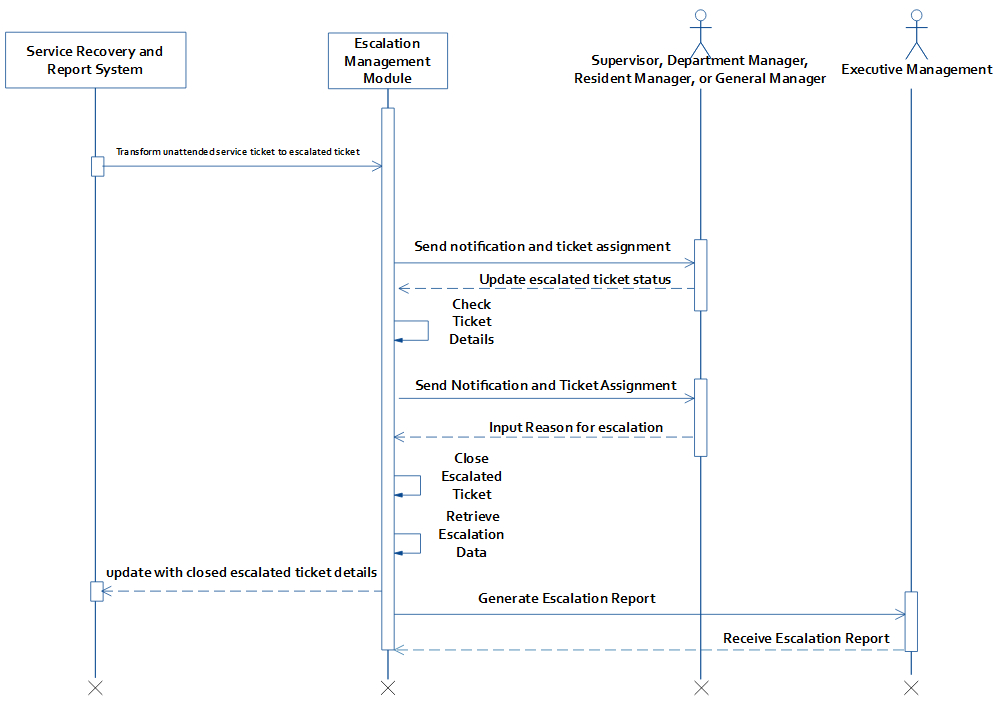 Service Recovery and
Report System
Escalation
Management
Module
Supervisor, Department Manager,
Resident Manager, or General Manager
Executive Management
Transform unattended service ticket to escalated ticket
Send notification and ticket assignment
Update escalated ticket status
Check
Ticket
Details
Send Notification and Ticket Assignment
Input Reason for escalation
Close
Escalated
Ticket
Retrieve
Escalation
Data
update with closed escalated ticket details
Generate Escalation Report
Receive Escalation Report